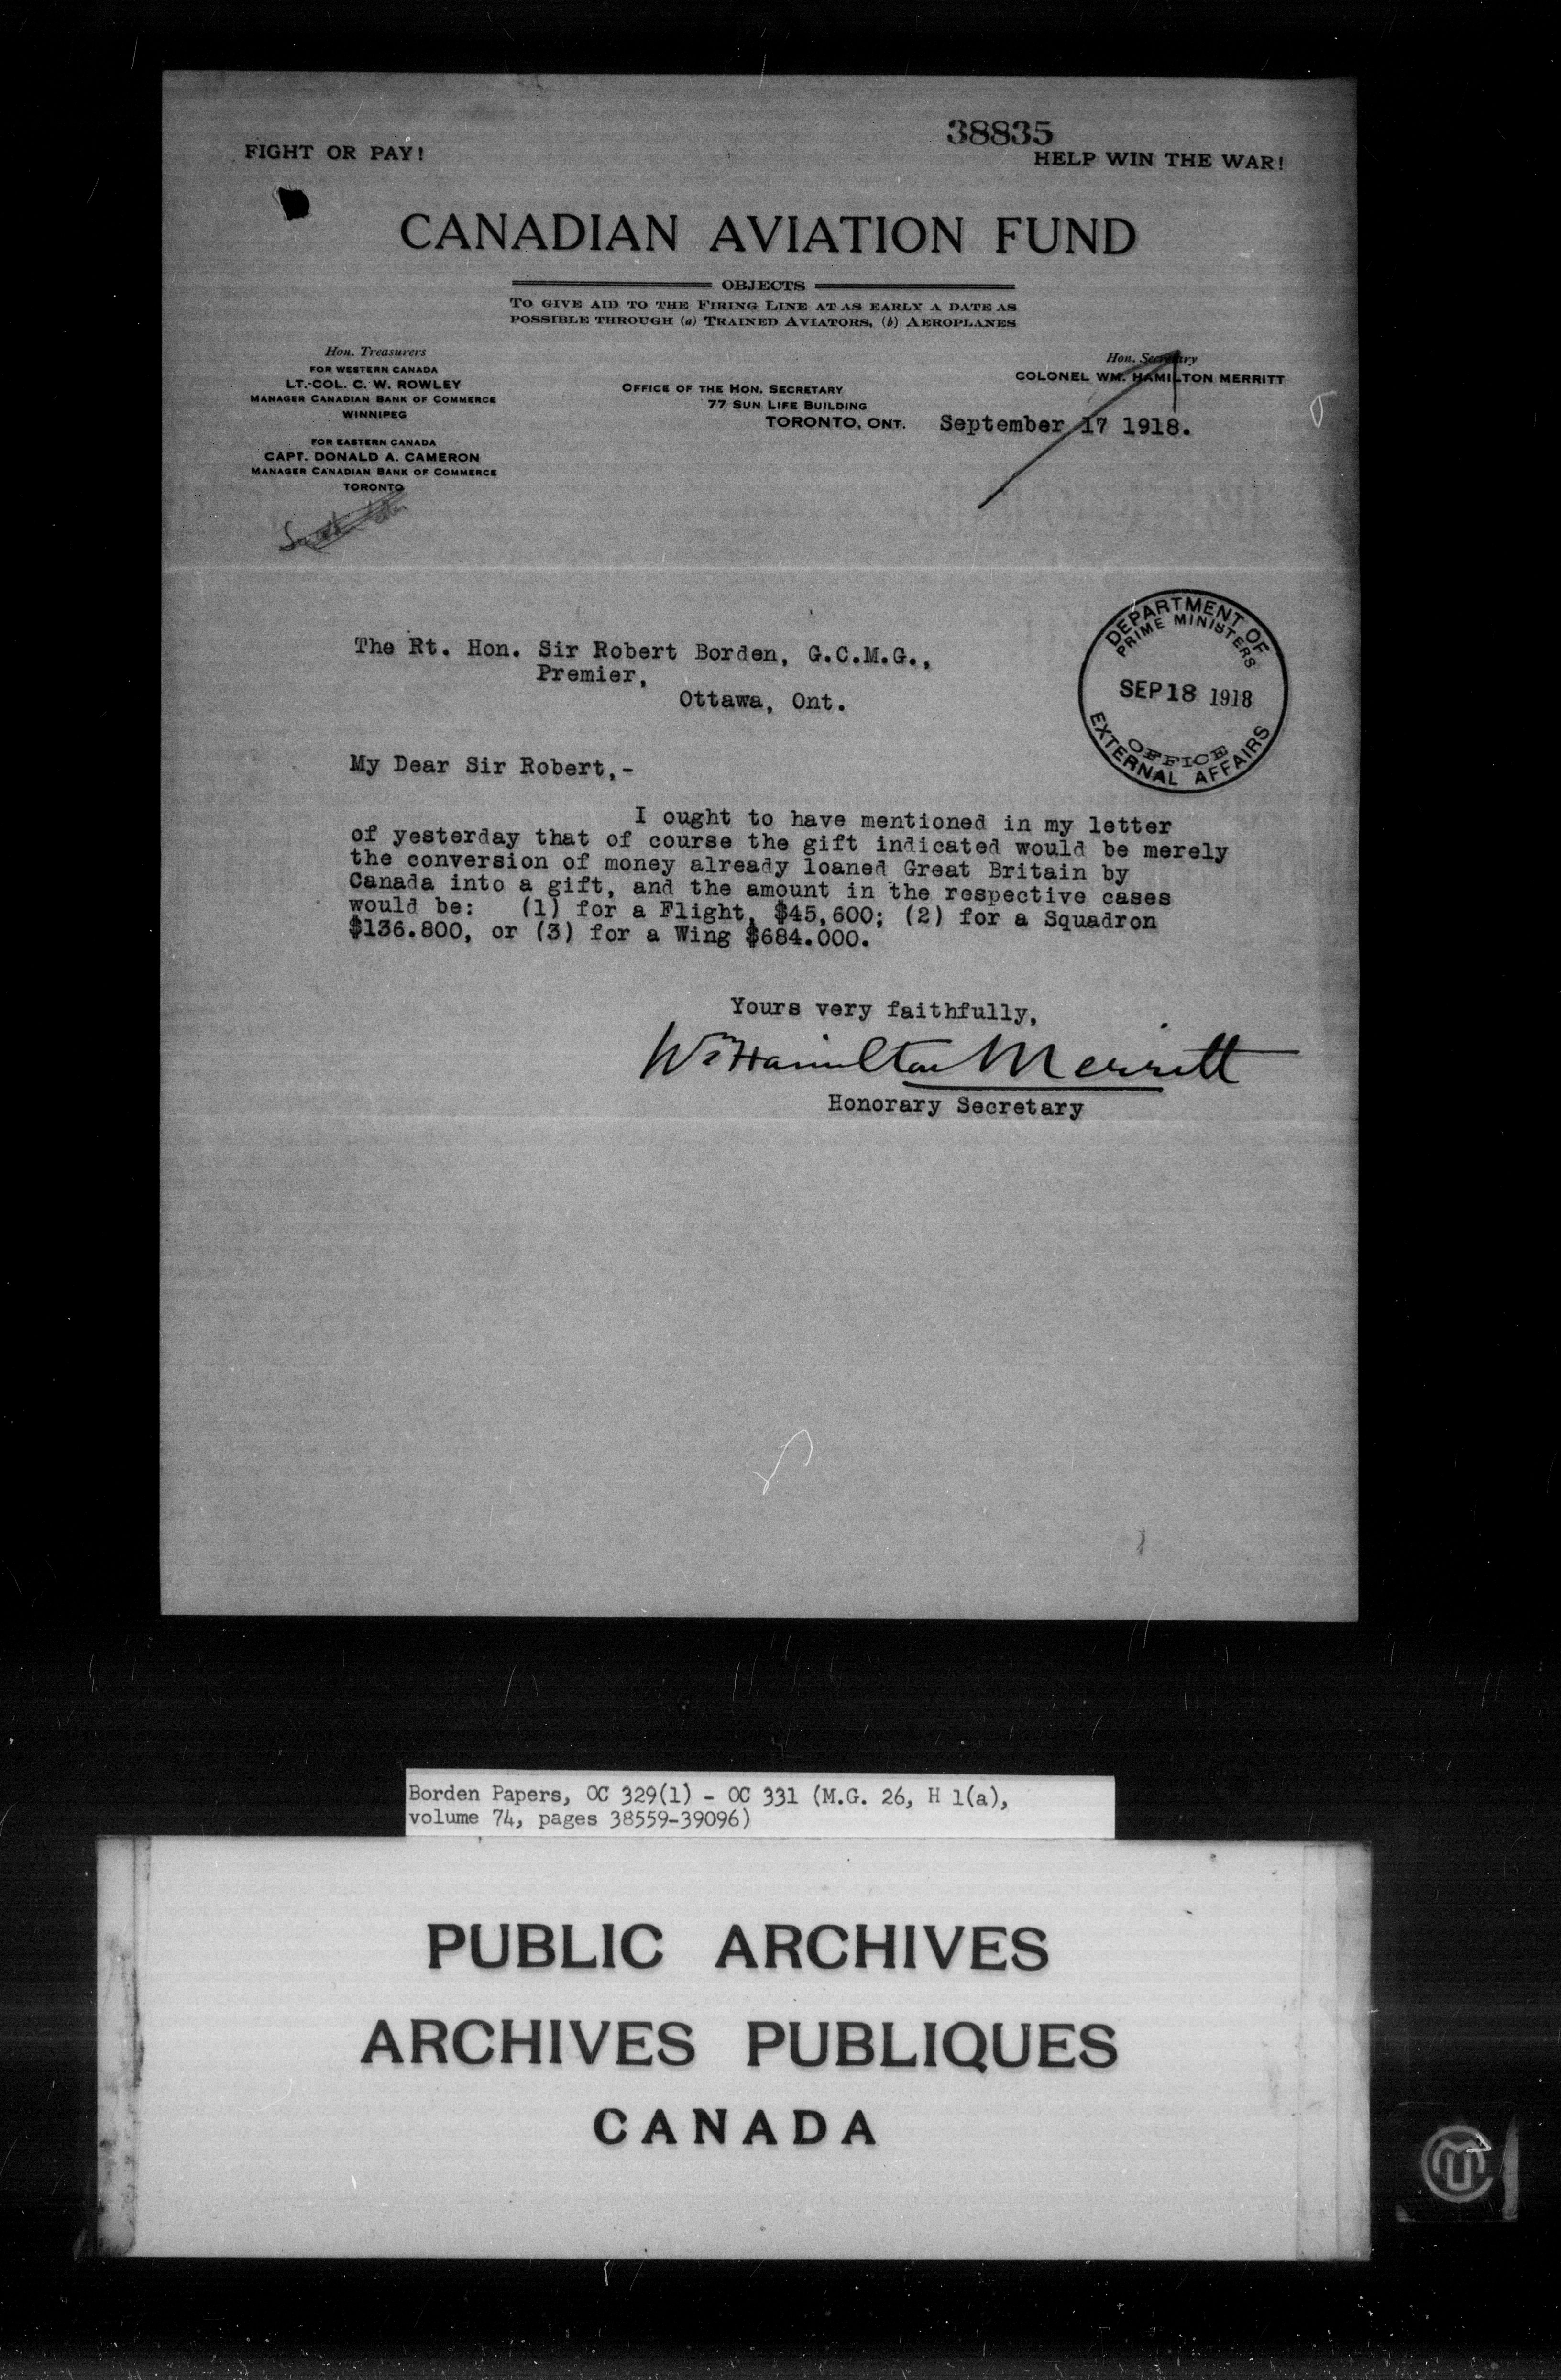 38835
FIGHT OR PAY!
HELP WIN THE WAR!
CANADIAN AVIATION FUND
OBJECTS
TO GIVE AID TO THE FIRING LINE AT AS EARLY A DATE AS
POSSIBLE THROUGH (a) TRAINED AVIATORS, (b) AEROPLANES
Hon. Treasurers
FOR WESTERN CANADA
LT.-COL. C. W. ROWLEY
MANAGER CANADIAN BANK OF COMMERCE
WINNIPEG
FOR EASTERN CANADA
CAPT. DONALD A. CAMERON
MANAGER CANADIAN BANK OF COMMERCE
TORONTO
OFFICE OF THE HON. SECRETARY
77 SUN LIFE BUILDING
TORONTO, ONT.
Hon. Secretary
COLONEL WM. HAMILTON MERRITT
September 17 1918.
The Rt. Hon. Sir Robert Borden, G.C.M.G.,
Premier,
Ottawa, Ont.
DEPARTMENT OF
PRIME MINISTERS
SEP 18 1918
OFFICE
EXTERNAL AFFAIRS
My Dear Sir Robert,-
I ought to have mentioned in my letter
of yesterday that of course the gift indicated would be merely
the conversion of money already loaned Great Britain by
Canada into a gift, and the amount in the respective cases
would be: (1) for a Flight, $45,600; (2) for a Squadron
$136.800, or (3) for a Wing $684.000.
Yours very faithfully,
Wm Hamilton Merritt
Honorary Secretary
Borden Papers, OC 329(1) - OC 331 (M.G. 26, H 1(a),
volume 74, pages 38559-39096)
PUBLIC ARCHIVES
ARCHIVES PUBLIQUES
CANADA